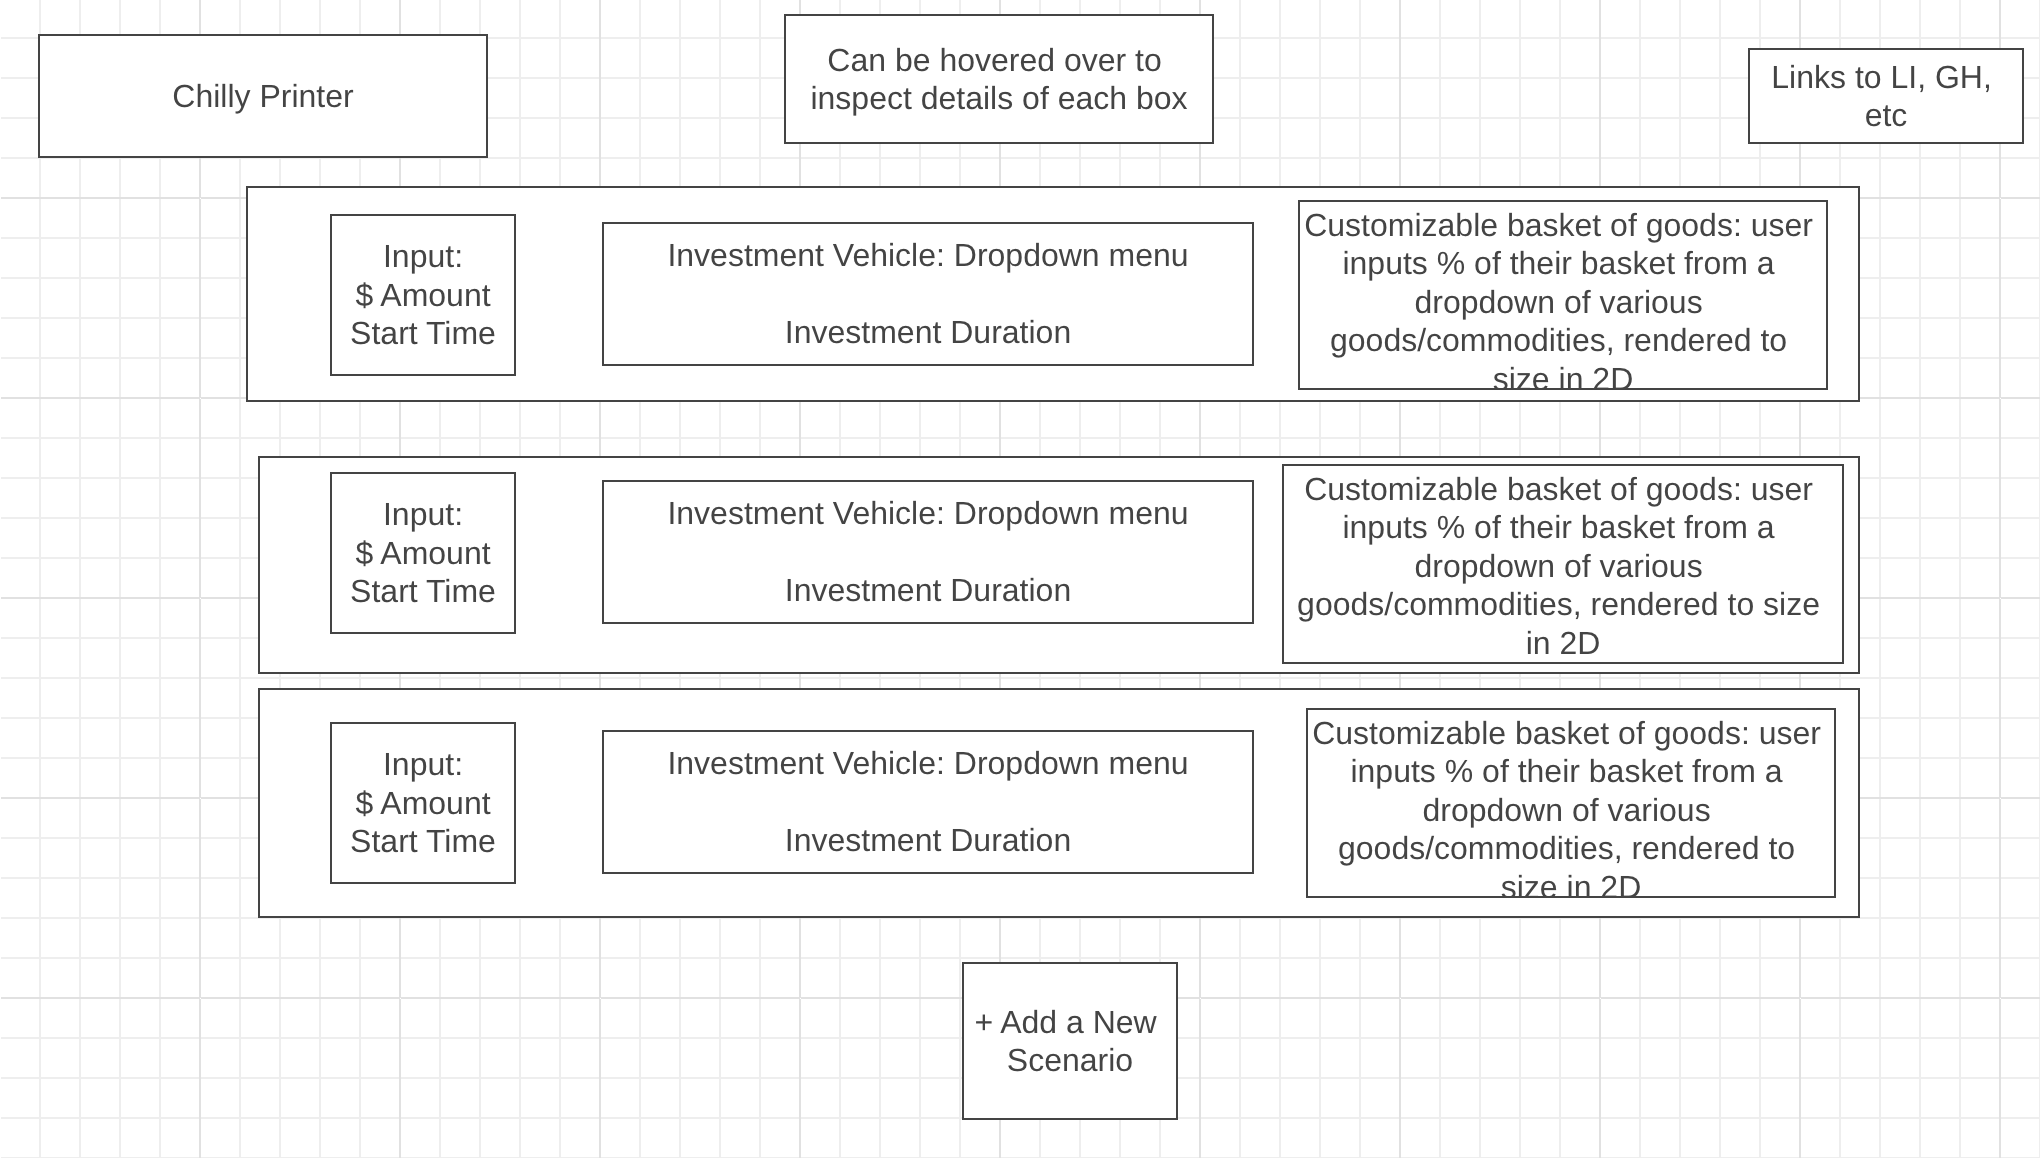 Chilly Printer
Can be hovered over to
inspect details of each box
Links to LI, GH,
etc
Input:
$ Amount
Start Time
Investment Vehicle: Dropdown menu
Investment Duration
Customizable basket of goods: user
inputs % of their basket from a
dropdown of various
goods/commodities, rendered to
size in 2D
Input:
$ Amount
Start Time
Investment Vehicle: Dropdown menu
Investment Duration
Customizable basket of goods: user
inputs % of their basket from a
dropdown of various
goods/commodities, rendered to size
in 2D
Input:
$ Amount
Start Time
Investment Vehicle: Dropdown menu
Investment Duration
Customizable basket of goods: user
inputs % of their basket from a
dropdown of various
goods/commodities, rendered to
size in 2D
+ Add a New
Scenario